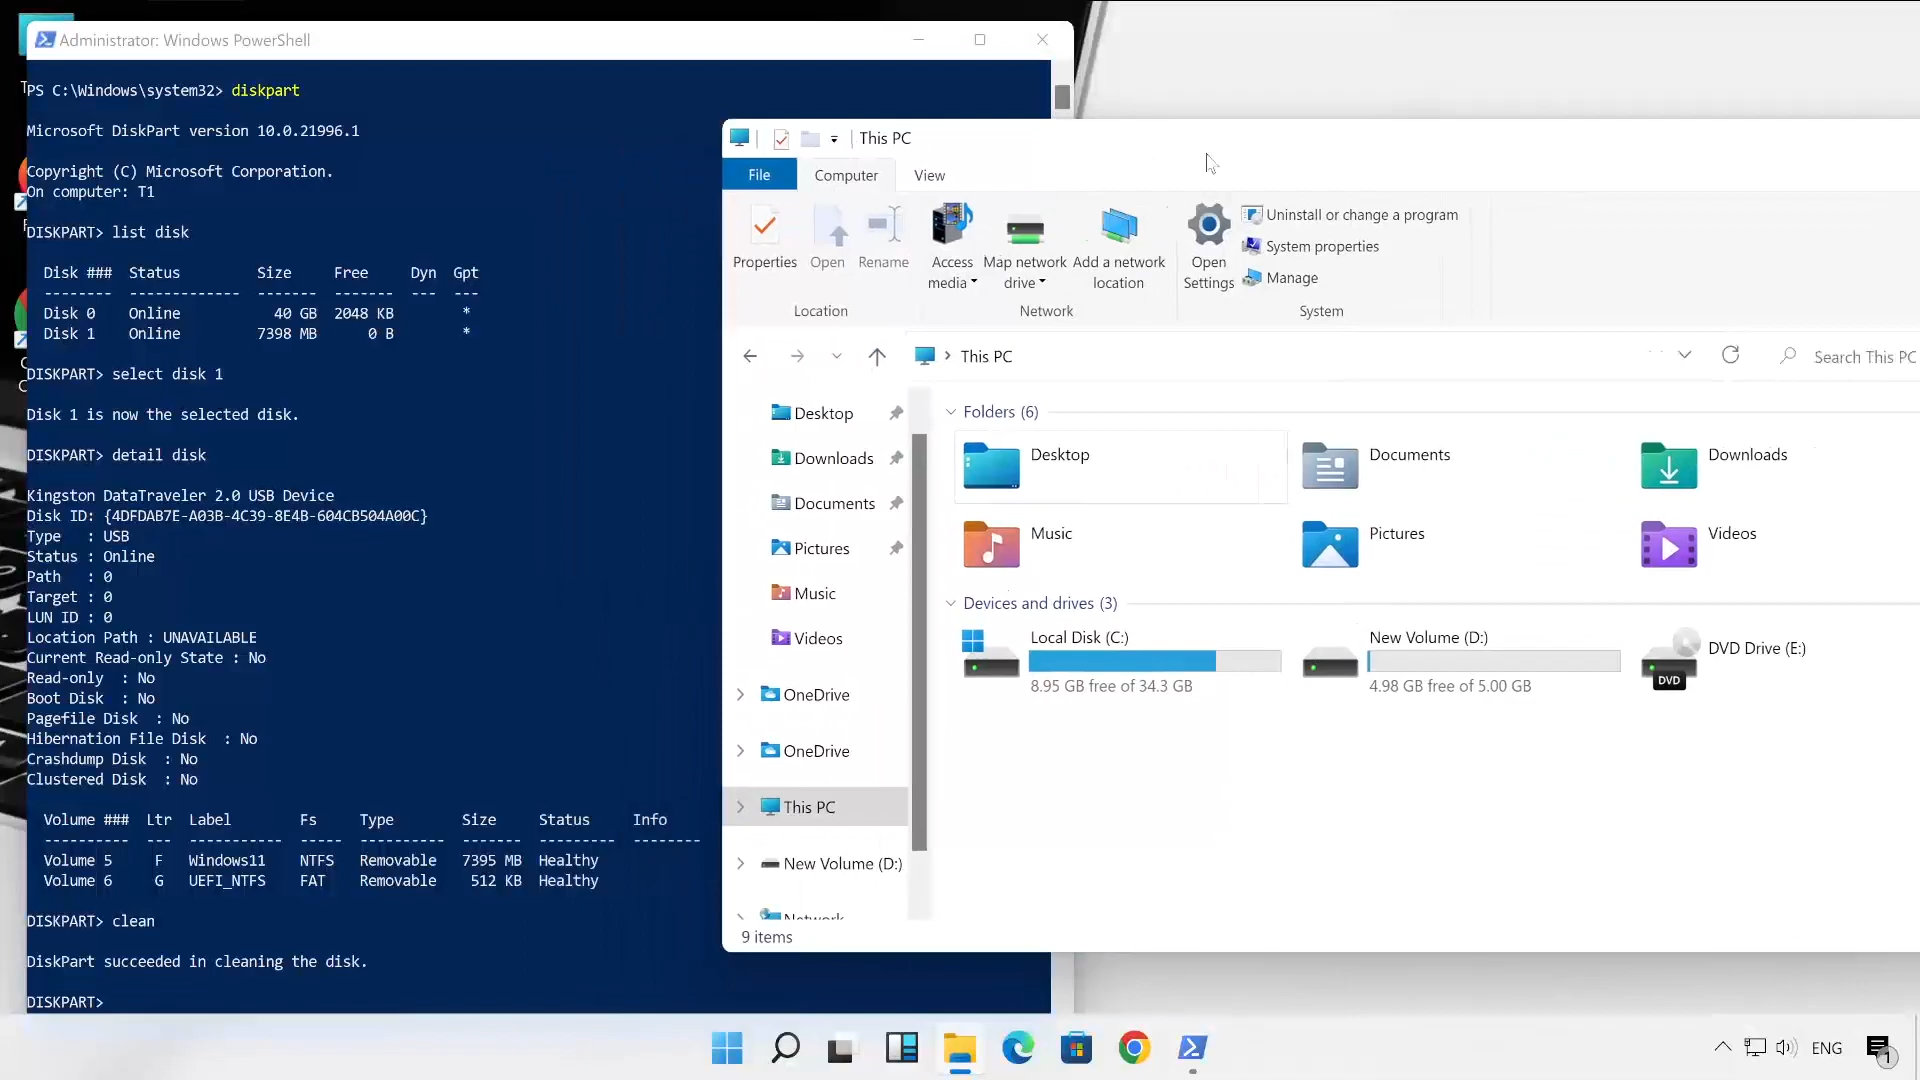 Administrator: Windows PowerShell
PS C:\Windows\system32> diskpart
Microsoft DiskPart version 10.0.21996.1
Copyright (C) Microsoft Corporation.
On computer: T1
DISKPART> list disk
Disk ### Status Size Free Dyn Gpt
-------- ------------- ------- ------- --- ---
Disk 0 Online 40 GB 2048 KB *
Disk 1 Online 7398 MB 0 B *
DISKPART> select disk 1
Disk 1 is now the selected disk.
DISKPART> detail disk
Kingston DataTraveler 2.0 USB Device
Disk ID: {4DFDAB7E-A03B-4C39-8E4B-604CB504A00C}
Type : USB
Status : Online
Path : 0
Target : 0
LUN ID : 0
Location Path : UNAVAILABLE
Current Read-only State : No
Read-only : No
Boot Disk : No
Pagefile Disk : No
Hibernation File Disk : No
Crashdump Disk : No
Clustered Disk : No
Volume ### Ltr Label Fs Type Size Status Info
---------- --- ----------- ----- ---------- ------- --------- --------
Volume 5 F Windows11 NTFS Removable 7395 MB Healthy
Volume 6 G UEFI_NTFS FAT Removable 512 KB Healthy
DISKPART> clean
DiskPart succeeded in cleaning the disk.
DISKPART>
This PC
File Computer View
Properties Open Rename
Access media
Map network drive
Add a network location
Open Settings
Uninstall or change a program
System properties
Manage
Location Network System
This PC
Search This PC
Desktop
Downloads
Documents
Pictures
Music
Videos
OneDrive
OneDrive
This PC
New Volume (D:)
Network
Folders (6)
Desktop Documents Downloads
Music Pictures Videos
Devices and drives (3)
Local Disk (C:)
8.95 GB free of 34.3 GB
New Volume (D:)
4.98 GB free of 5.00 GB
DVD Drive (E:)
DVD
9 items
ENG
1